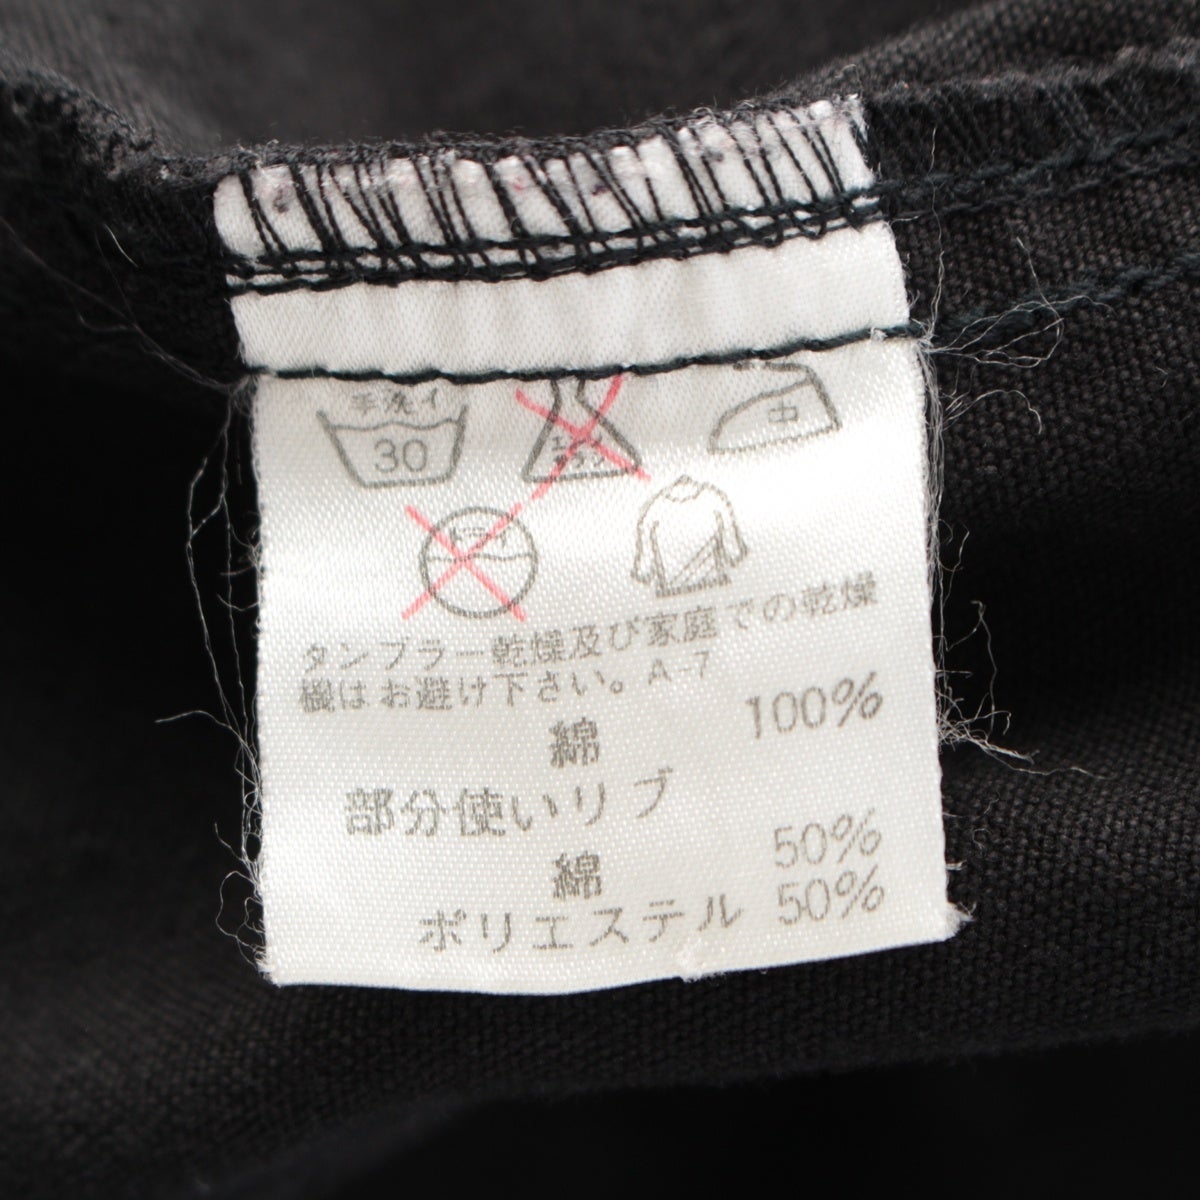 手洗イ
30
中
タンブラー乾燥及び家庭での乾燥
機はお避け下さい。A-7
綿 100%
部分使いリブ
綿 50%
ポリエステル 50%